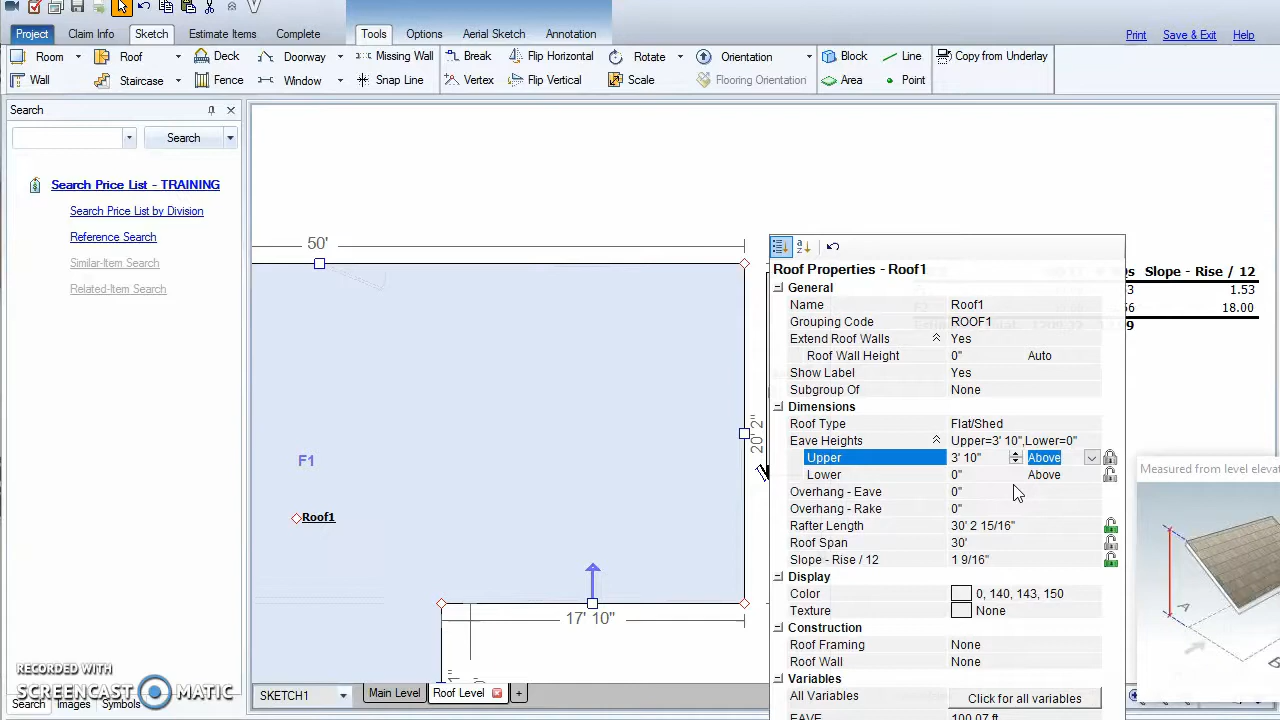 Project Claim Info Sketch Estimate Items Complete Tools Options Aerial Sketch Annotation Print Save & Exit Help
Room Roof Deck Doorway Missing Wall Break Flip Horizontal Rotate Orientation Block Line Copy from Underlay
Wall Staircase Fence Window Snap Line Vertex Flip Vertical Scale Flooring Orientation Area Point
Search
Search
Search Price List - TRAINING
Search Price List by Division
Reference Search
Similar-Item Search
Related-Item Search
50'
20' 2"
F1
Roof1
17' 10"
Slope - Rise / 12
1.53
18.00
Roof Properties - Roof1
General
Name Roof1
Grouping Code ROOF1
Extend Roof Walls Yes
Roof Wall Height 0" Auto
Show Label Yes
Subgroup Of None
Dimensions
Roof Type Flat/Shed
Eave Heights Upper=3' 10",Lower=0"
Upper 3' 10" Above
Lower 0" Above
Overhang - Eave 0"
Overhang - Rake 0"
Rafter Length 30' 2 15/16"
Roof Span 30'
Slope - Rise / 12 1 9/16"
Display
Color 0, 140, 143, 150
Texture None
Construction
Roof Framing None
Roof Wall None
Variables
All Variables Click for all variables
EAVE 100.07 ft
Measured from level eleva
A
RECORDED WITH
SCREENCAST MATIC
Search Images Symbols
SKETCH1 Main Level Roof Level +